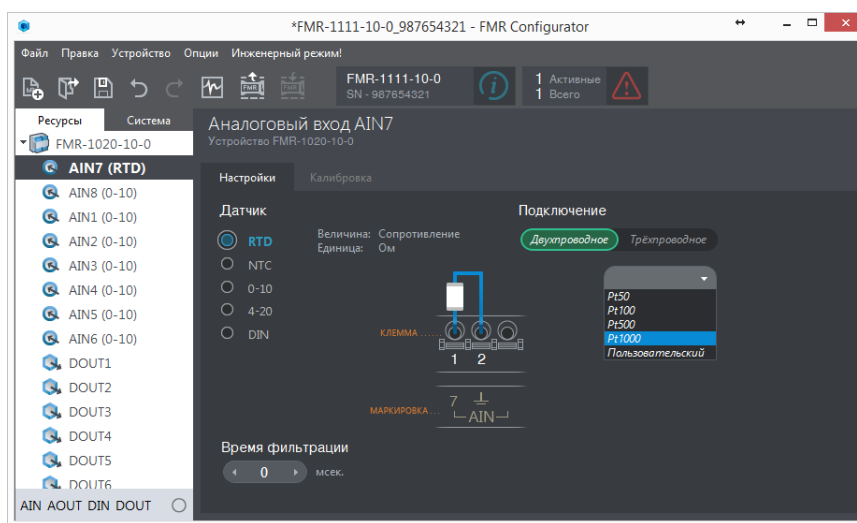 *FMR-1111-10-0_987654321 - FMR Configurator
Файл Правка Устройство Опции Инженерный режим!
FMR-1111-10-0
SN - 987654321
1 Активные
1 Всего
Ресурсы Система
FMR-1020-10-0
AIN7 (RTD)
AIN8 (0-10)
AIN1 (0-10)
AIN2 (0-10)
AIN3 (0-10)
AIN4 (0-10)
AIN5 (0-10)
AIN6 (0-10)
DOUT1
DOUT2
DOUT3
DOUT4
DOUT5
DOUT6
AIN AOUT DIN DOUT
Аналоговый вход AIN7
Устройство FMR-1020-10-0
Настройки Калибровка
Датчик
RTD
NTC
0-10
4-20
DIN
Величина: Сопротивление
Единица: Ом
Подключение
Двухпроводное Трёхпроводное
Pt50
Pt100
Pt500
Pt1000
Пользовательский
КЛЕММА
1 2
МАРКИРОВКА
7
AIN
Время фильтрации
0 мсек.